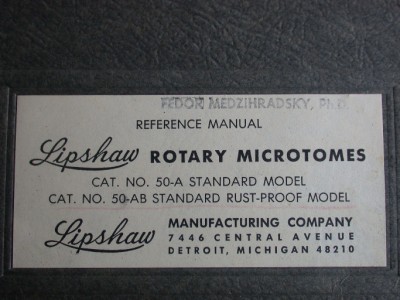 FEDOR MEDZIHRADSKY, Ph.D.
REFERENCE MANUAL
Lipshaw ROTARY MICROTOMES
CAT. NO. 50-A STANDARD MODEL
CAT. NO. 50-AB STANDARD RUST-PROOF MODEL
Lipshaw MANUFACTURING COMPANY
7446 CENTRAL AVENUE
DETROIT, MICHIGAN 48210